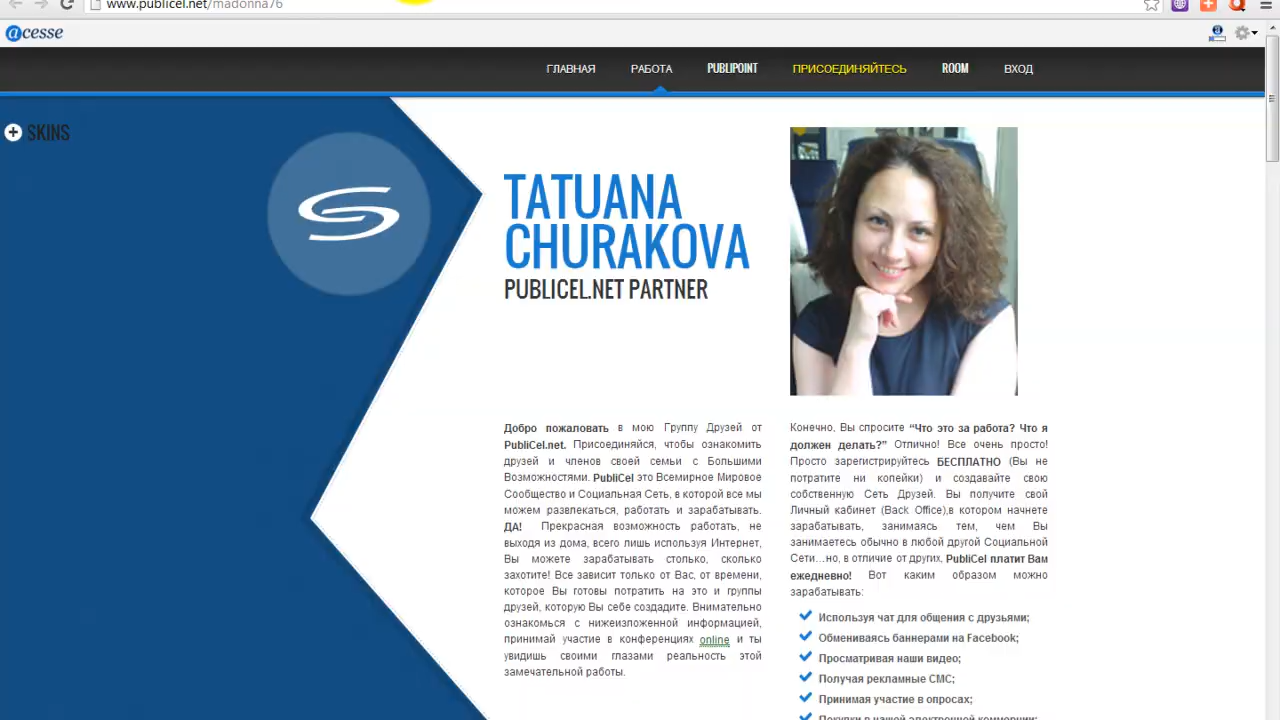 www.publicel.net/madonna76
acesse
ГЛАВНАЯ РАБОТА PUBLIPOINT ПРИСОЕДИНЯЙТЕСЬ ROOM ВХОД
SKINS
TATUANA
CHURAKOVA
PUBLICEL.NET PARTNER
Добро пожаловать в мою Группу Друзей от
PubliCel.net. Присоединяйся, чтобы ознакомить
друзей и членов своей семьи с Большими
Возможностями. PubliCel это Всемирное Мировое
Сообщество и Социальная Сеть, в которой все мы
можем развлекаться, работать и зарабатывать.
ДА! Прекрасная возможность работать, не
выходя из дома, всего лишь используя Интернет,
Вы можете зарабатывать столько, сколько
захотите! Все зависит только от Вас, от времени,
которое Вы готовы потратить на это и группы
друзей, которую Вы себе создадите. Внимательно
ознакомься с нижеизложенной информацией,
принимай участие в конференциях online и ты
увидишь своими глазами реальность этой
замечательной работы.
Конечно, Вы спросите “Что это за работа? Что я
должен делать?” Отлично! Все очень просто!
Просто зарегистрируйтесь БЕСПЛАТНО (Вы не
потратите ни копейки) и создавайте свою
собственную Сеть Друзей. Вы получите свой
Личный кабинет (Back Office),в котором начнете
зарабатывать, занимаясь тем, чем Вы
занимаетесь обычно в любой другой Социальной
Сети...но, в отличие от других, PubliCel платит Вам
ежедневно! Вот каким образом можно
зарабатывать:
Используя чат для общения с друзьями;
Обмениваясь баннерами на Facebook;
Просматривая наши видео;
Получая рекламные СМС;
Принимая участие в опросах;
Покупки в нашей электронной коммерции;